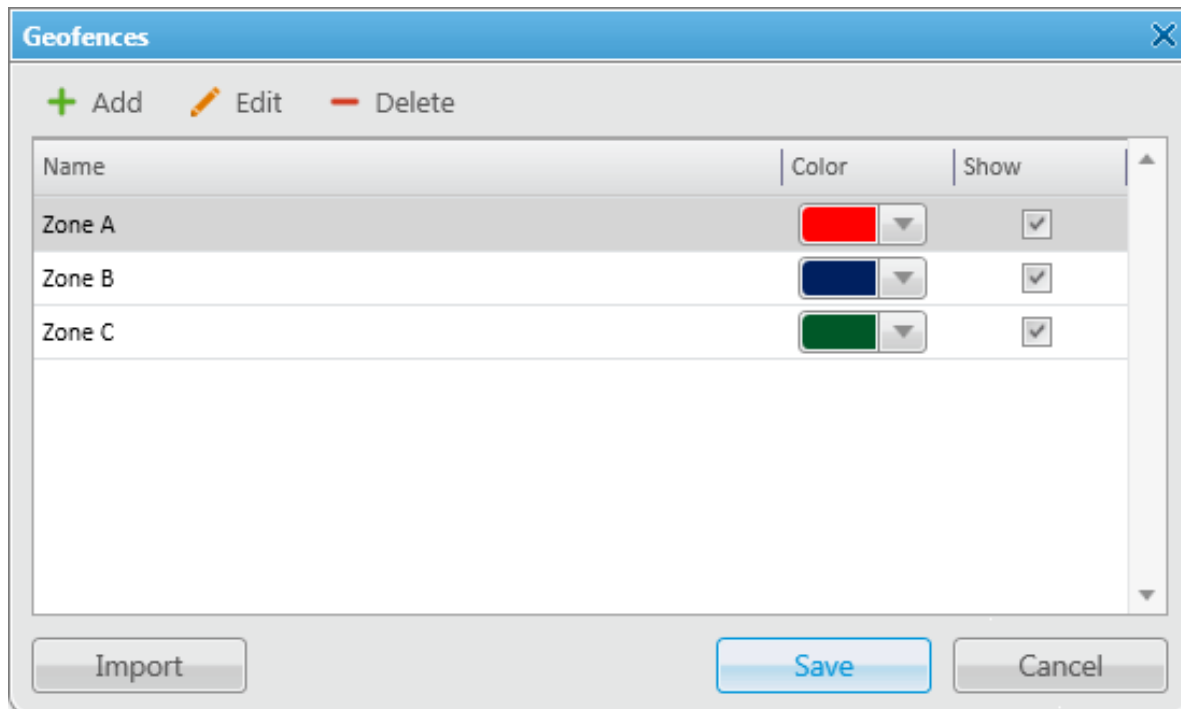 Geofences
Add Edit Delete
Name Color Show
Zone A
Zone B
Zone C
Import Save Cancel